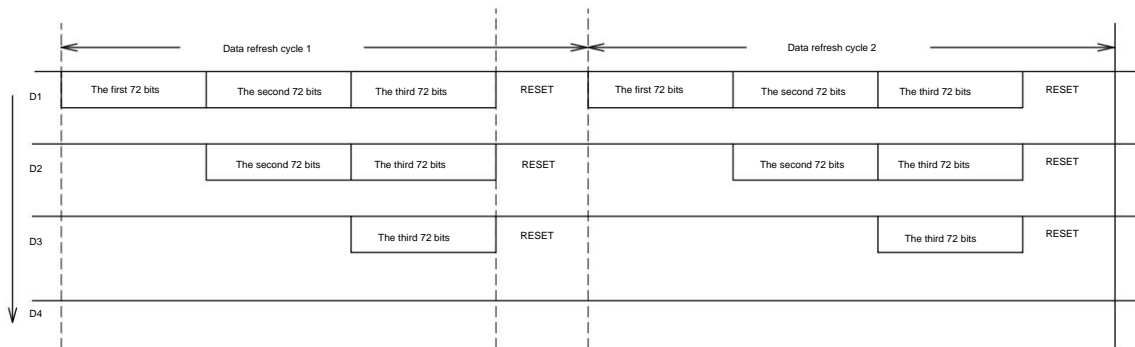 Data refresh cycle 1
Data refresh cycle 2
D1
The first 72 bits
The second 72 bits
The third 72 bits
RESET
The first 72 bits
The second 72 bits
The third 72 bits
RESET
D2
The second 72 bits
The third 72 bits
RESET
The second 72 bits
The third 72 bits
RESET
D3
The third 72 bits
RESET
The third 72 bits
RESET
D4